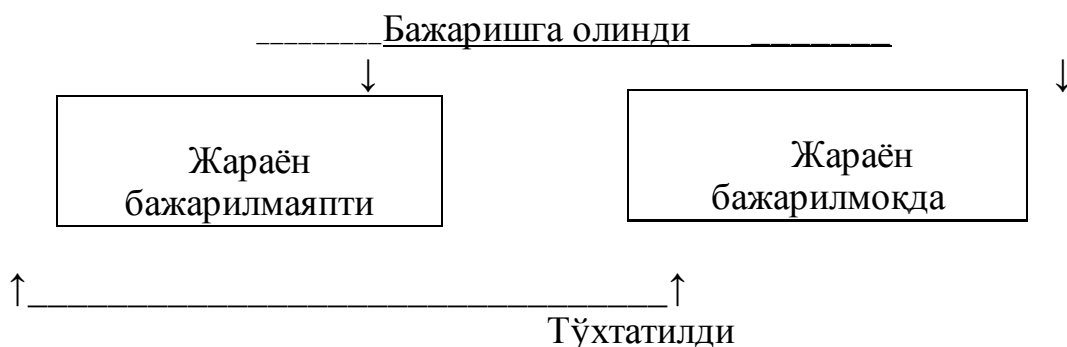 Бажаришга олинди
Жараён
бажарилмаяпти
Жараён
бажарилмоқда
Тўхтатилди